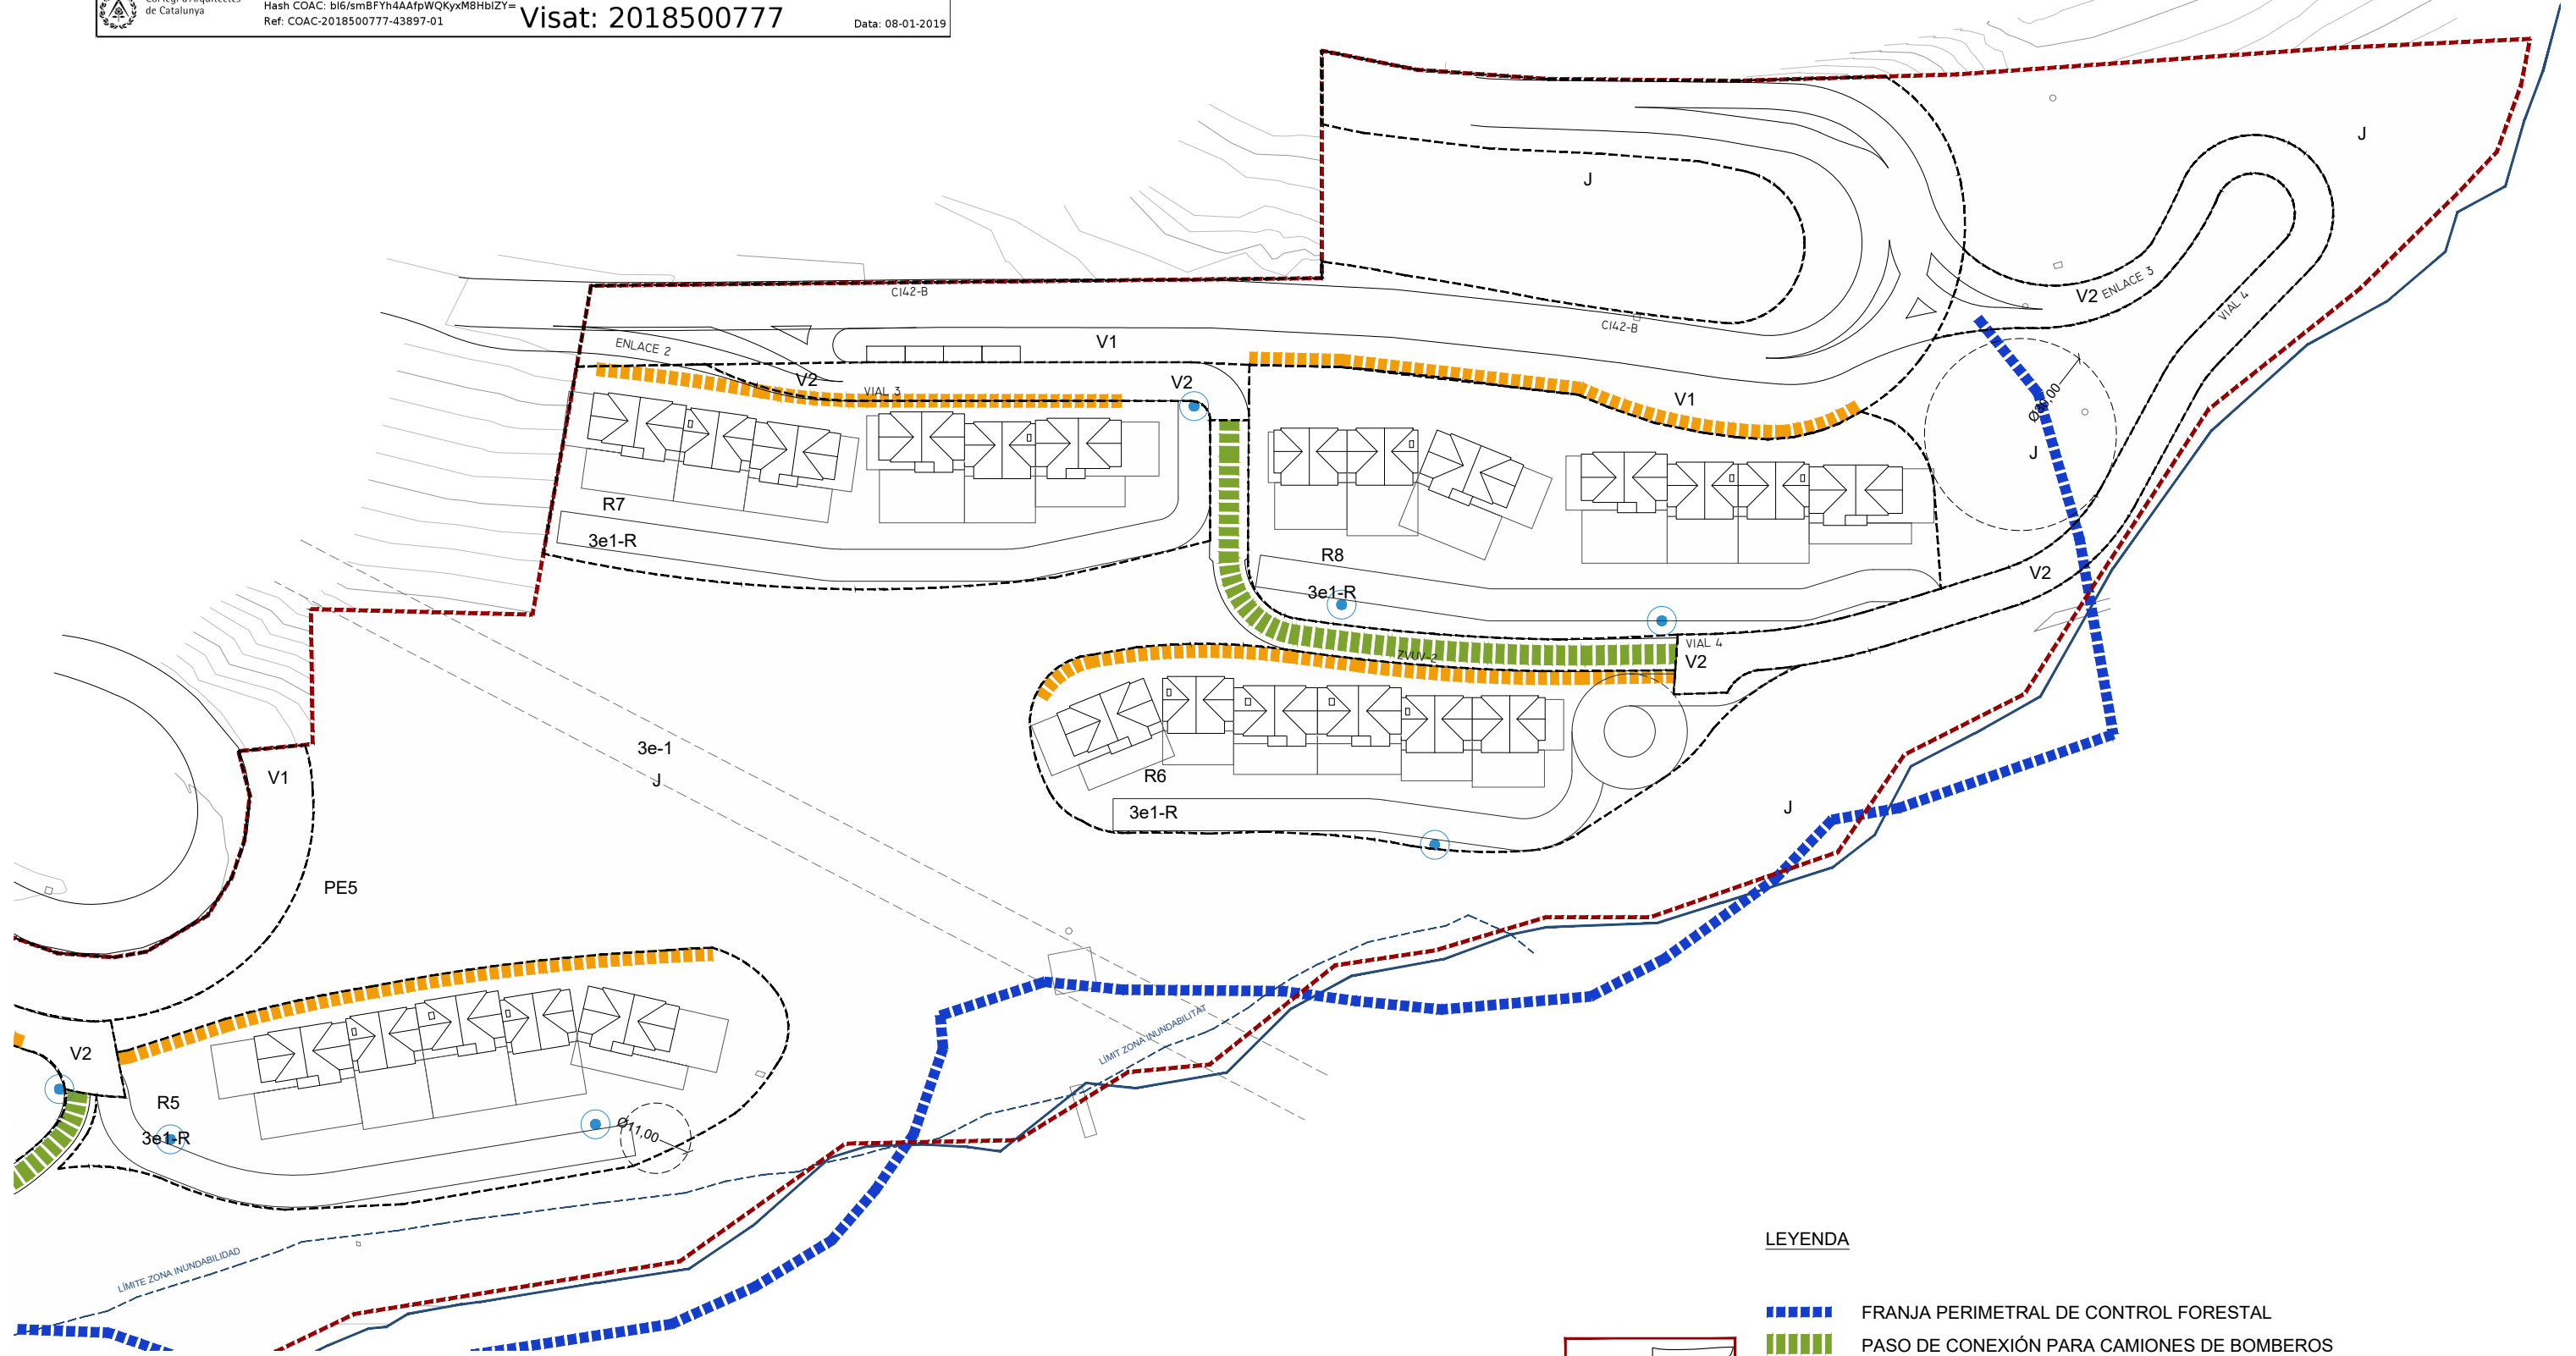 de Catalunya
Hash COAC: bI6/smBFYh4AAfpWQKyxM8HbIZY=
Ref: COAC-2018500777-43897-01
Visat: 2018500777
Data: 08-01-2019
J
J
CI42-B
V2 ENLACE 3
VIAL 4
CI42-B
V1
ENLACE 2
V2
VIAL 3
V2
V1
J
R7
3e1-R
R8
3e1-R
V2
VIAL 4
V2
ZVUV-2
3e-1
J
R6
3e1-R
J
V1
PE5
V2
R5
3e1-R
Ø11,00
LÍMIT ZONA INUNDABILITAT
LÍMITE ZONA INUNDABILIDAD
LEYENDA
FRANJA PERIMETRAL DE CONTROL FORESTAL
PASO DE CONEXIÓN PARA CAMIONES DE BOMBEROS